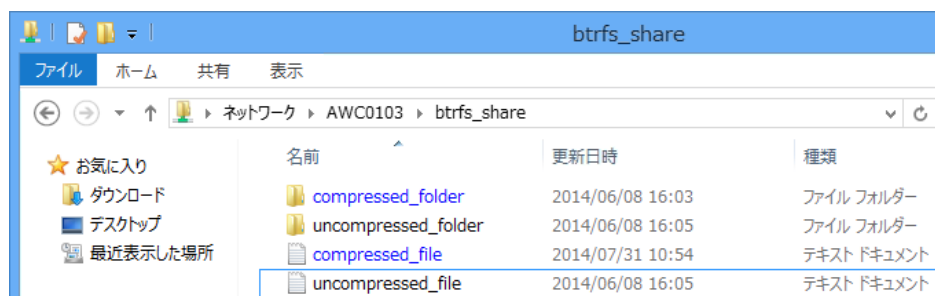 btrfs_share
ファイル ホーム 共有 表示
ネットワーク AWC0103 btrfs_share
お気に入り
ダウンロード
デスクトップ
最近表示した場所
名前 更新日時 種類
compressed_folder 2014/06/08 16:03 ファイル フォルダー
uncompressed_folder 2014/06/08 16:05 ファイル フォルダー
compressed_file 2014/07/31 10:54 テキスト ドキュメント
uncompressed_file 2014/06/08 16:05 テキスト ドキュメント